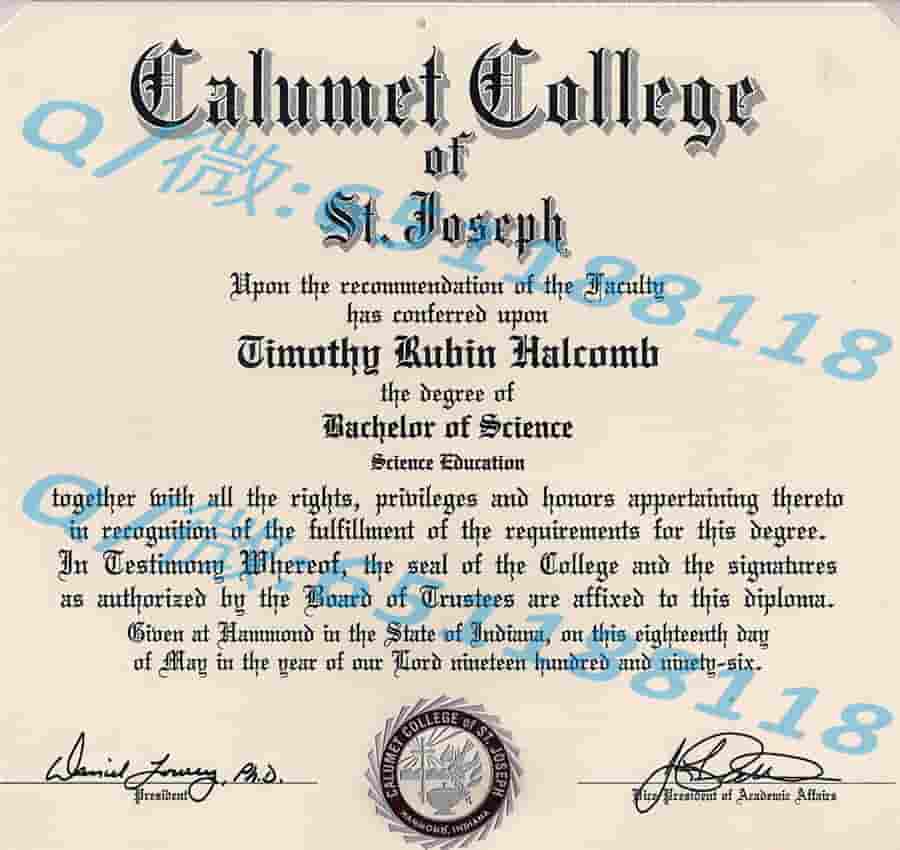 Calumet College
of
St. Joseph
Q/微:651188118
Upon the recommendation of the Faculty
has conferred upon
Timothy Rubin Halcomb
the degree of
Bachelor of Science
Science Education
together with all the rights, privileges and honors appertaining thereto
in recognition of the fulfillment of the requirements for this degree.
In Testimony Whereof, the seal of the College and the signatures
as authorized by the Board of Trustees are affixed to this diploma.
Q/微:651188118
Given at Hammond in the State of Indiana, on this eighteenth day
of May in the year of our Lord nineteen hundred and ninety-six.
Daniel Lowery, Ph.D.
President
CALUMET COLLEGE of ST. JOSEPH
HAMMOND, INDIANA
Vice President of Academic Affairs